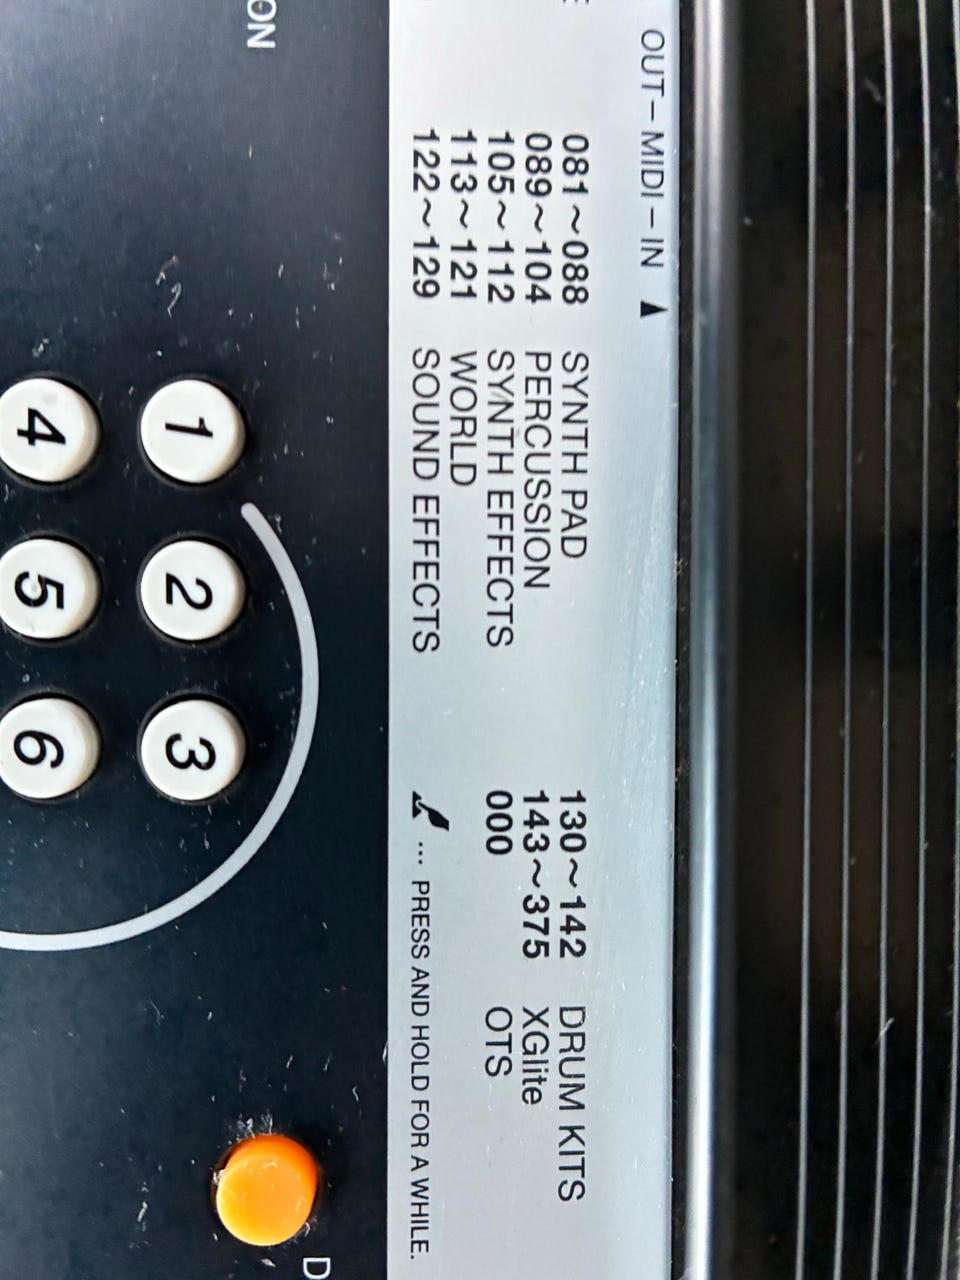 OUT– MIDI – IN ▲
081~088 SYNTH PAD
089~104 PERCUSSION
105~112 SYNTH EFFECTS
113~121 WORLD
122~129 SOUND EFFECTS
130~142 DRUM KITS
143~375 XGlite
000 OTS
... PRESS AND HOLD FOR A WHILE.
ON
1 2 3
4 5 6
D